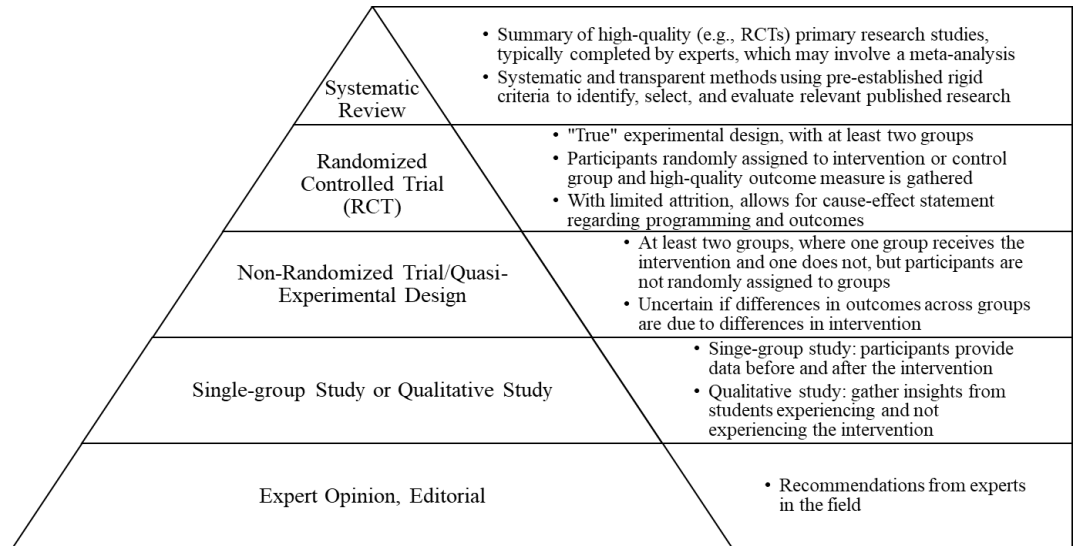 Systematic
Review
• Summary of high-quality (e.g., RCTs) primary research studies,
typically completed by experts, which may involve a meta-analysis
• Systematic and transparent methods using pre-established rigid
criteria to identify, select, and evaluate relevant published research
Randomized
Controlled Trial
(RCT)
• "True" experimental design, with at least two groups
• Participants randomly assigned to intervention or control
group and high-quality outcome measure is gathered
• With limited attrition, allows for cause-effect statement
regarding programming and outcomes
Non-Randomized Trial/Quasi-
Experimental Design
• At least two groups, where one group receives the
intervention and one does not, but participants are
not randomly assigned to groups
• Uncertain if differences in outcomes across groups
are due to differences in intervention
Single-group Study or Qualitative Study
• Singe-group study: participants provide
data before and after the intervention
• Qualitative study: gather insights from
students experiencing and not
experiencing the intervention
Expert Opinion, Editorial
• Recommendations from experts
in the field